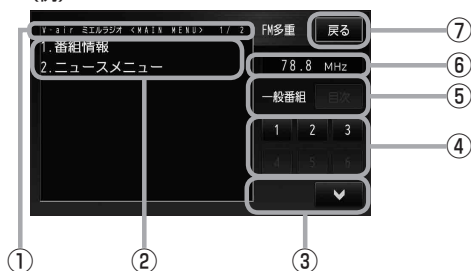 V-air ミエルラジオ <MAIN MENU> 1/ 2
FM多重
戻る
⑦
1.番組情報
2.ニュースメニュー
78.8 MHz
⑥
一般番組
目次
⑤
1 2 3
④
4 5 6
① ② ③